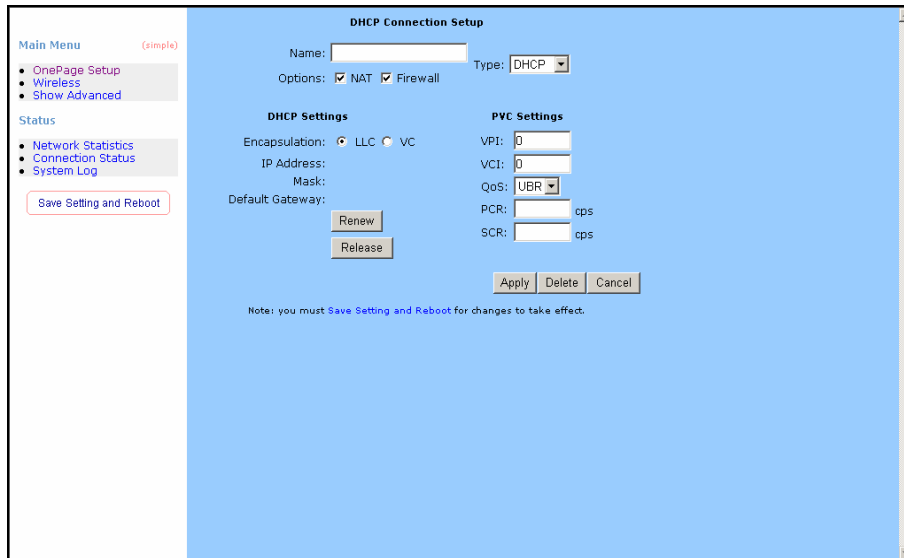 DHCP Connection Setup
Main Menu (simple)
OnePage Setup
Wireless
Show Advanced
Status
Network Statistics
Connection Status
System Log
Save Setting and Reboot
Name:
Type: DHCP
Options: NAT Firewall
DHCP Settings
Encapsulation: LLC VC
IP Address:
Mask:
Default Gateway:
Renew
Release
PVC Settings
VPI: 0
VCI: 0
QoS: UBR
PCR: cps
SCR: cps
Apply Delete Cancel
Note: you must Save Setting and Reboot for changes to take effect.